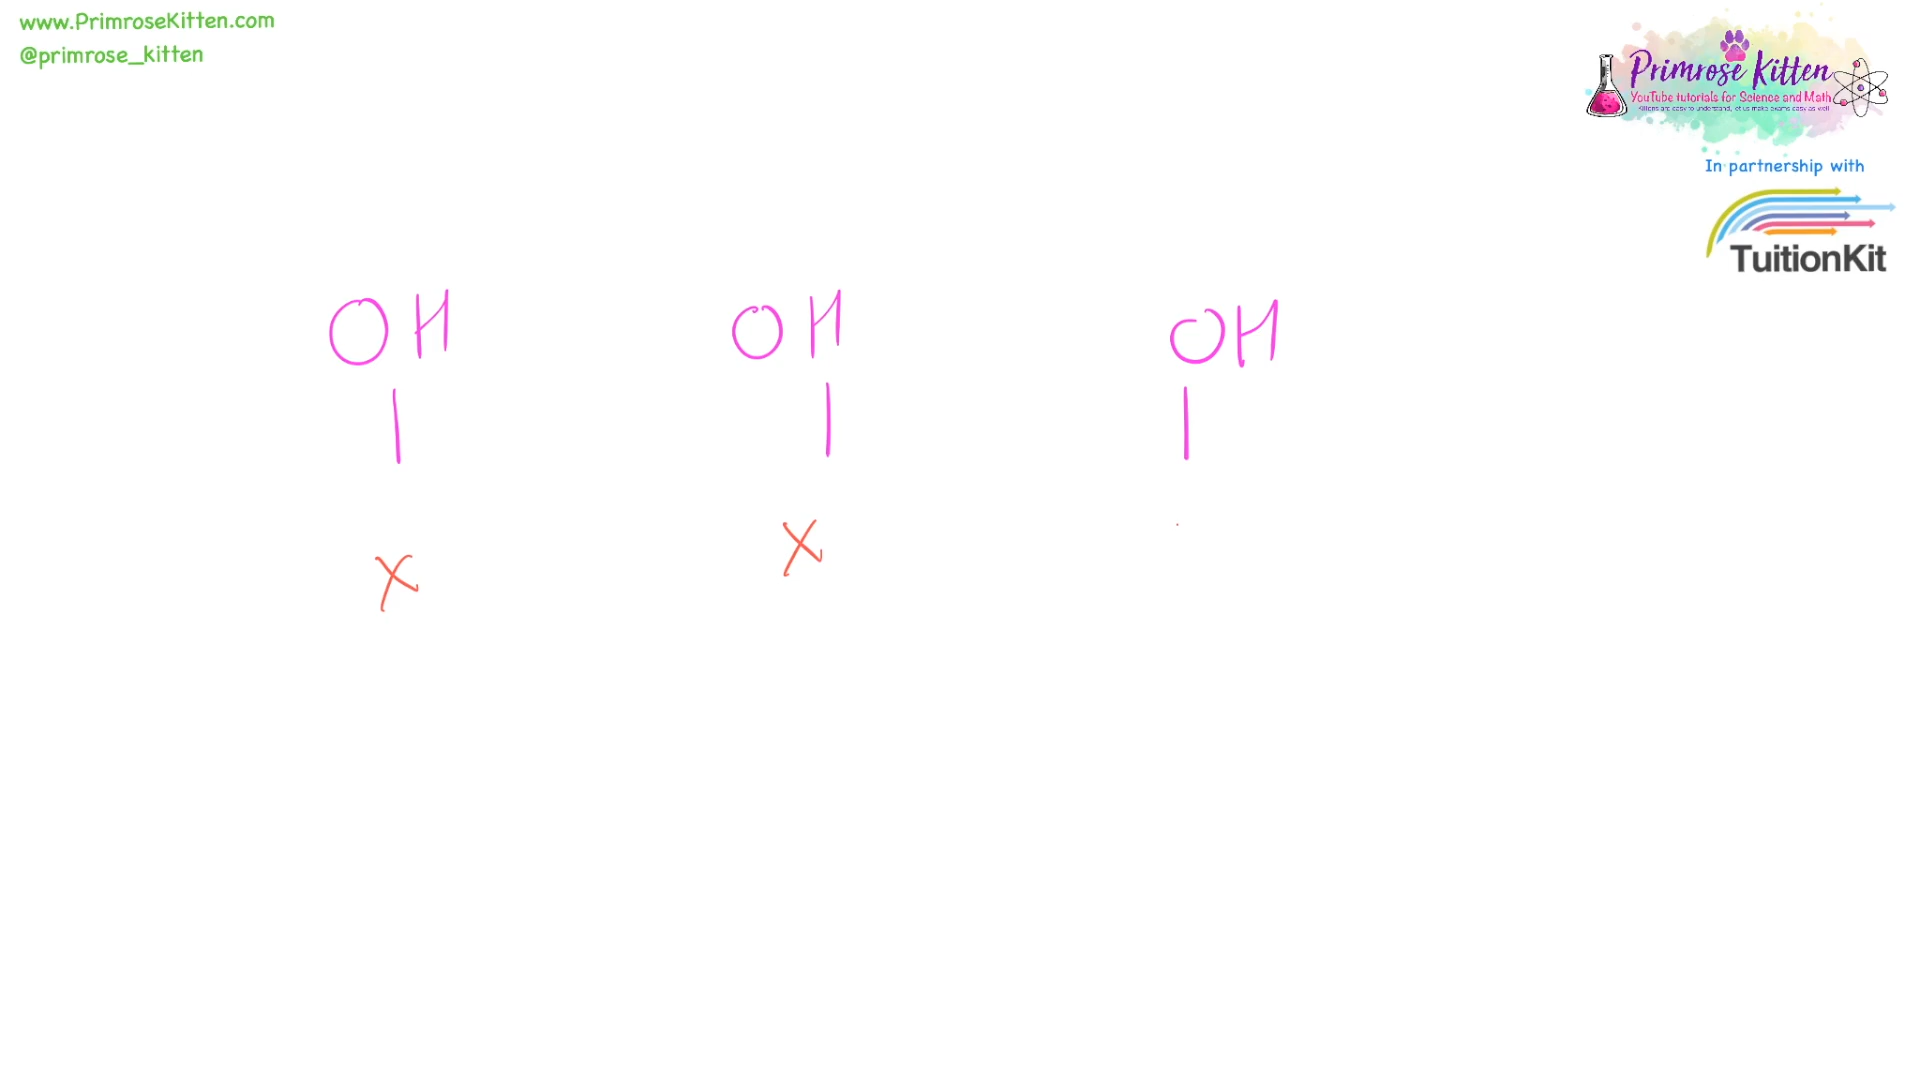 www.PrimroseKitten.com
@primrose_kitten
Primrose Kitten
YouTube tutorials for Science and Math
In partnership with
TuitionKit
OH OH OH
X X